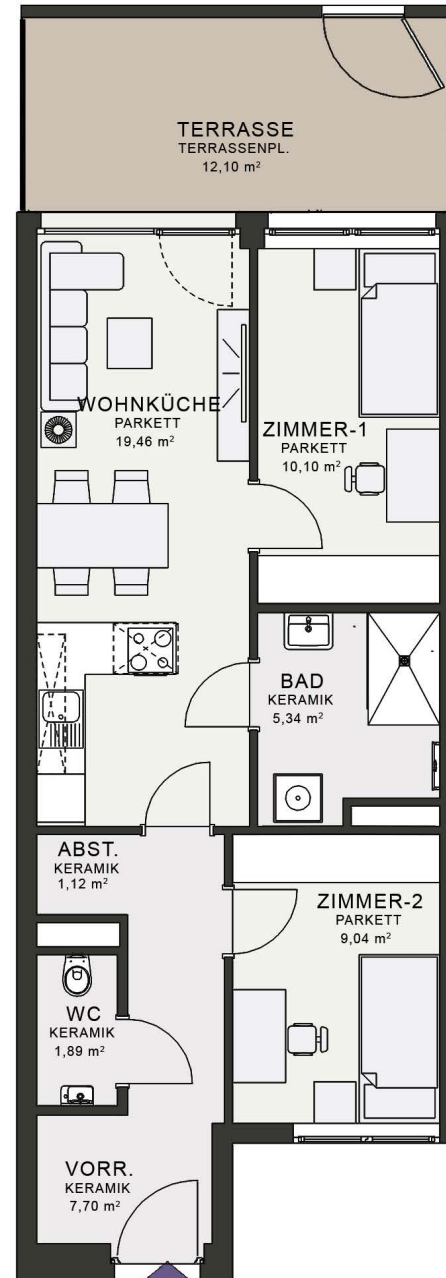 TERRASSE
TERRASSENPL.
12,10 m²
WOHNKÜCHE
PARKETT
19,46 m²
ZIMMER-1
PARKETT
10,10 m²
BAD
KERAMIK
5,34 m²
ABST.
KERAMIK
1,12 m²
ZIMMER-2
PARKETT
9,04 m²
WC
KERAMIK
1,89 m²
VORR.
KERAMIK
7,70 m²